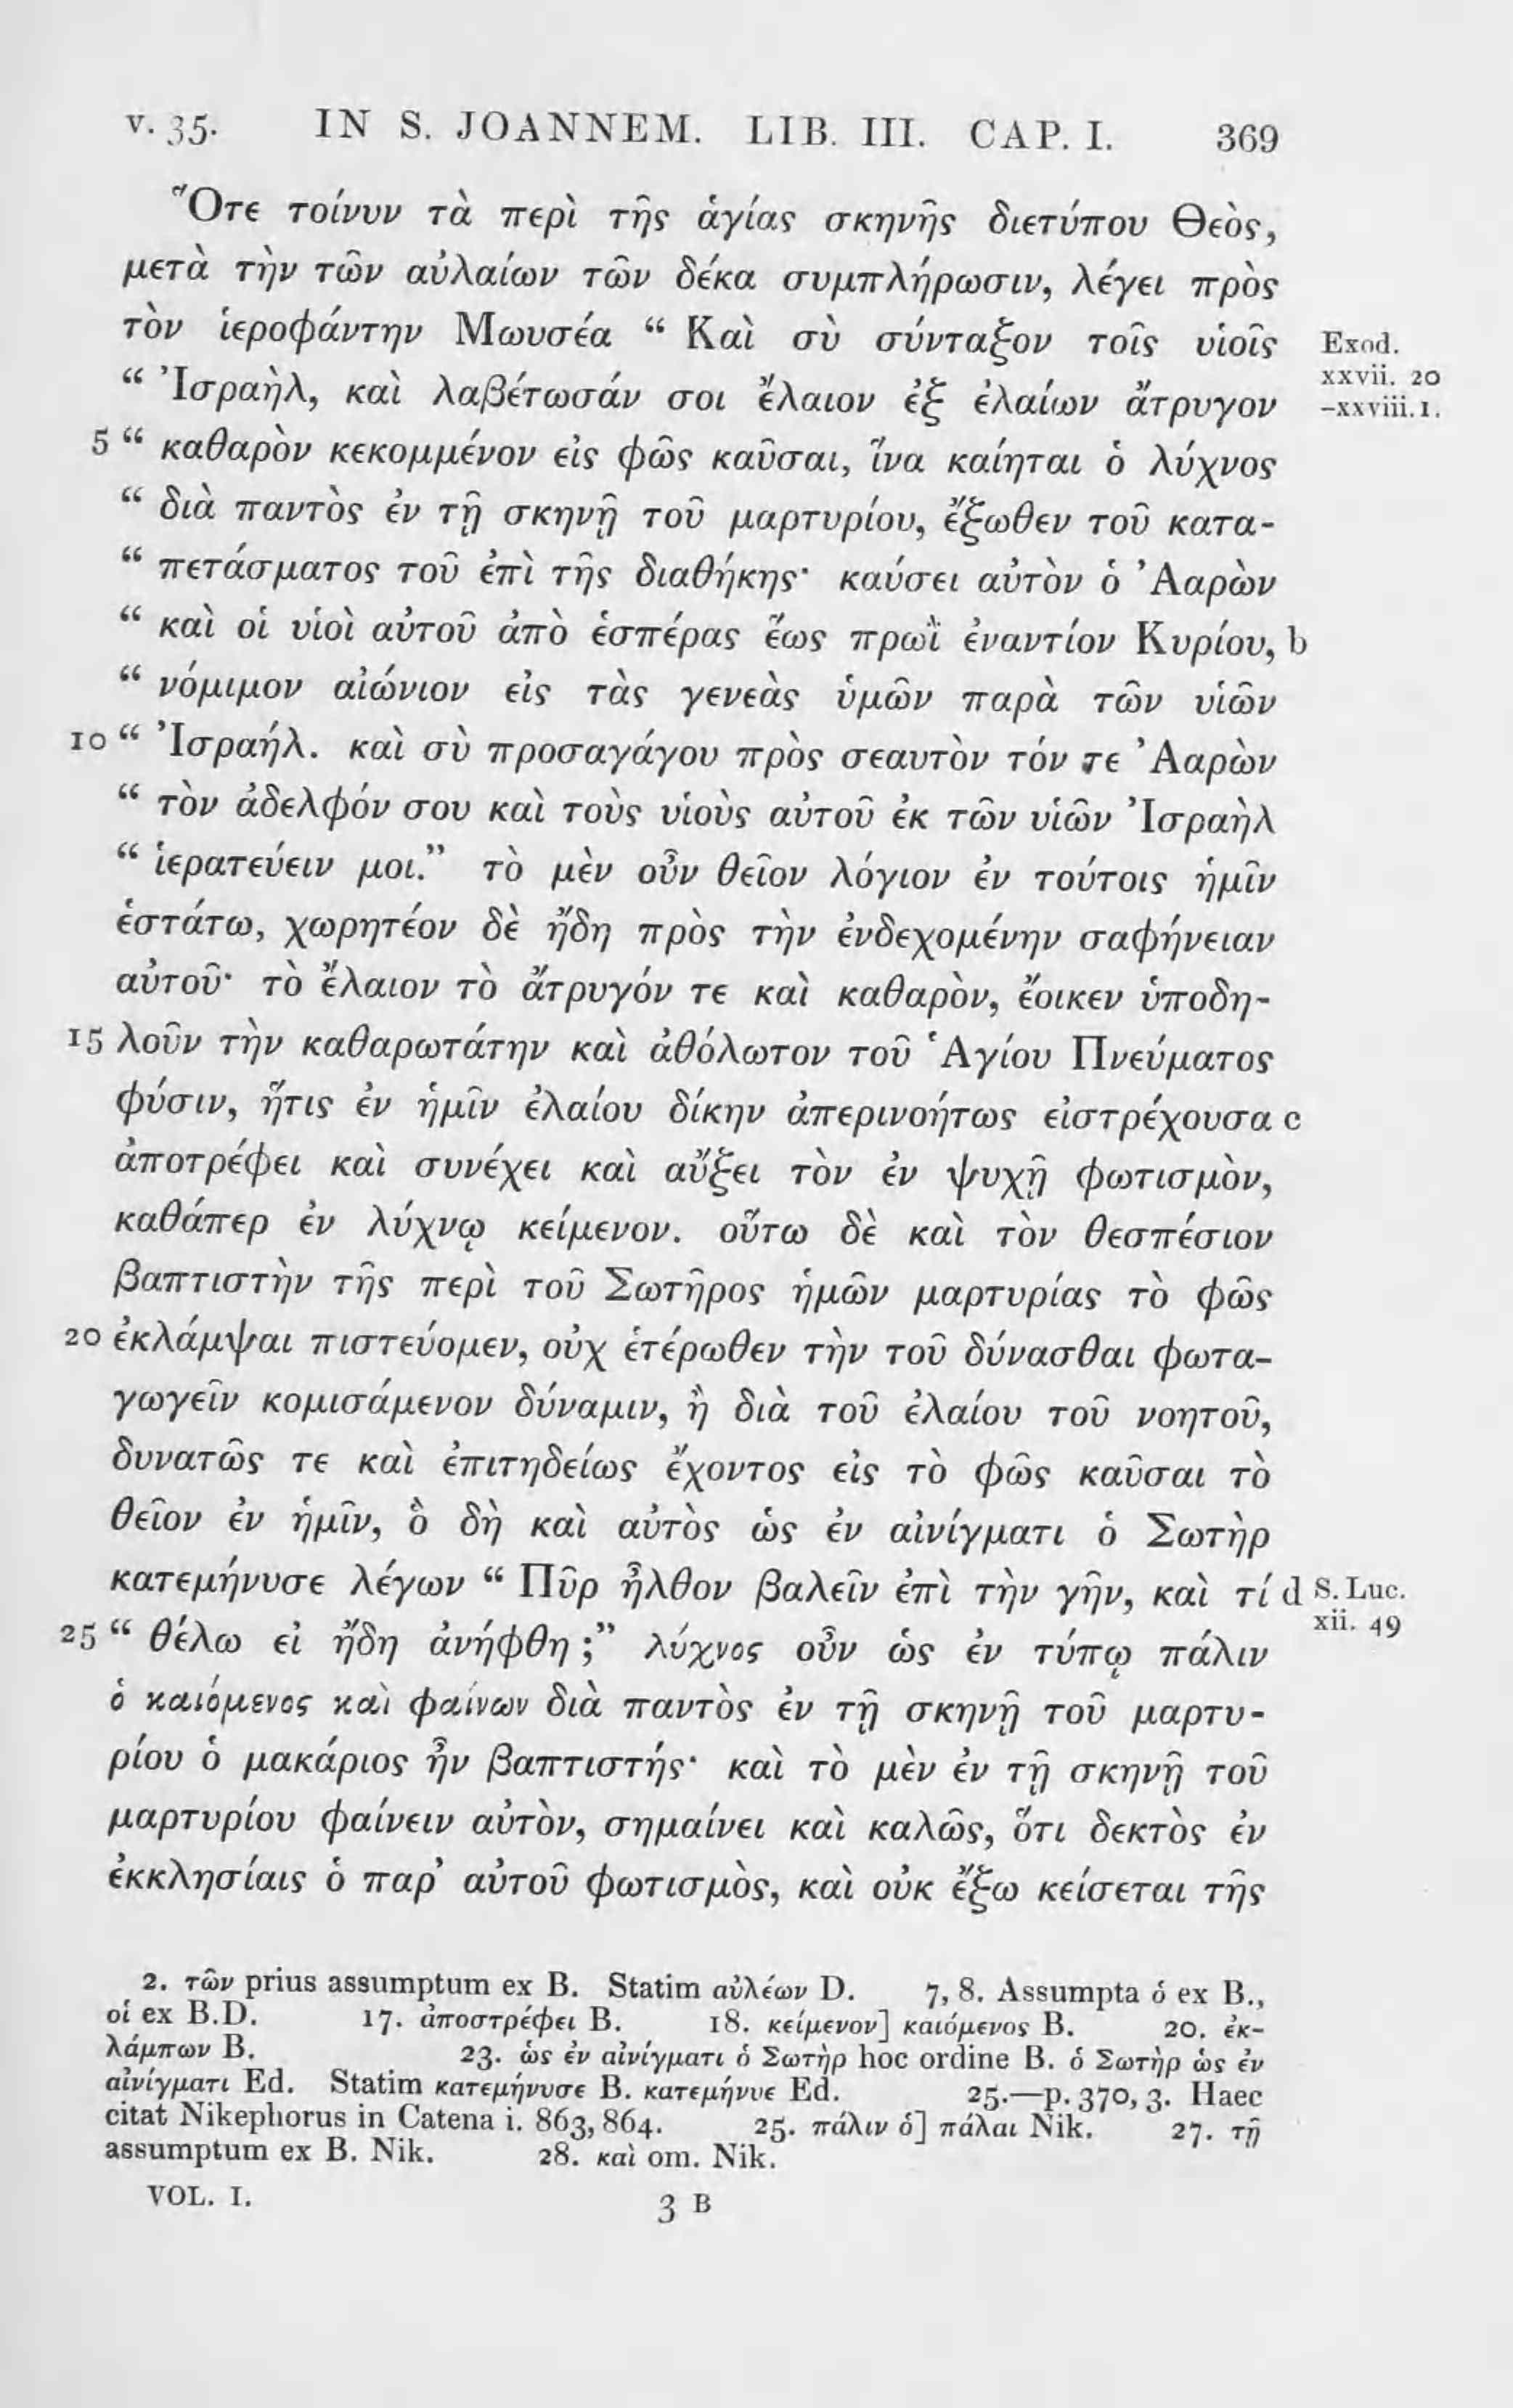 v. 35. IN S. JOANNEM. LIB. III. CAP. I. 369
Ὅτε τοίνυν τὰ περὶ τῆς ἁγίας σκηνῆς διετύπου Θεὸς,
μετὰ τὴν τῶν αὐλαίων τῶν δέκα συμπλήρωσιν, λέγει πρὸς
τὸν ἱεροφάντην Μωυσέα “ Καὶ σὺ σύνταξον τοῖς υἱοῖς Exod.
“ Ἰσραὴλ, καὶ λαβέτωσάν σοι ἔλαιον ἐξ ἐλαίων ἄτρυγον xxvii. 20 –xxviii. 1.
5 “ καθαρὸν κεκομμένον εἰς φῶς καῦσαι, ἵνα καίηται ὁ λύχνος
“ διὰ παντὸς ἐν τῇ σκηνῇ τοῦ μαρτυρίου, ἔξωθεν τοῦ κατα-
“ πετάσματος τοῦ ἐπὶ τῆς διαθήκης· καύσει αὐτὸν ὁ Ἀαρὼν
“ καὶ οἱ υἱοὶ αὐτοῦ ἀπὸ ἑσπέρας ἕως πρωῒ ἐναντίον Κυρίου, b
“ νόμιμον αἰώνιον εἰς τὰς γενεὰς ὑμῶν παρὰ τῶν υἱῶν
10 “ Ἰσραήλ. καὶ σὺ προσαγάγου πρὸς σεαυτὸν τόν τε Ἀαρὼν
“ τὸν ἀδελφόν σου καὶ τοὺς υἱοὺς αὐτοῦ ἐκ τῶν υἱῶν Ἰσραὴλ
“ ἱερατεύειν μοι.” τὸ μὲν οὖν θεῖον λόγιον ἐν τούτοις ἡμῖν
ἑστάτω, χωρητέον δὲ ἤδη πρὸς τὴν ἐνδεχομένην σαφήνειαν
αὐτοῦ· τὸ ἔλαιον τὸ ἄτρυγόν τε καὶ καθαρὸν, ἔοικεν ὑποδη-
15 λοῦν τὴν καθαρωτάτην καὶ ἀθόλωτον τοῦ Ἁγίου Πνεύματος
φύσιν, ἥτις ἐν ἡμῖν ἐλαίου δίκην ἀπερινοήτως εἰστρέχουσα c
ἀποτρέφει καὶ συνέχει καὶ αὔξει τὸν ἐν ψυχῇ φωτισμὸν,
καθάπερ ἐν λύχνῳ κείμενον. οὕτω δὲ καὶ τὸν θεσπέσιον
βαπτιστὴν τῆς περὶ τοῦ Σωτῆρος ἡμῶν μαρτυρίας τὸ φῶς
20 ἐκλάμψαι πιστεύομεν, οὐχ ἑτέρωθεν τὴν τοῦ δύνασθαι φωτα-
γωγεῖν κομισάμενον δύναμιν, ἢ διὰ τοῦ ἐλαίου τοῦ νοητοῦ,
δυνατῶς τε καὶ ἐπιτηδείως ἔχοντος εἰς τὸ φῶς καῦσαι τὸ
θεῖον ἐν ἡμῖν, ὃ δὴ καὶ αὐτὸς ὡς ἐν αἰνίγματι ὁ Σωτὴρ
κατεμήνυσε λέγων “ Πῦρ ἦλθον βαλεῖν ἐπὶ τὴν γῆν, καὶ τί d S. Luc.
25 “ θέλω εἰ ἤδη ἀνήφθη ;” λύχνος οὖν ὡς ἐν τύπῳ πάλιν xii. 49
ὁ καιόμενος καὶ φαίνων διὰ παντὸς ἐν τῇ σκηνῇ τοῦ μαρτυ-
ρίου ὁ μακάριος ἦν βαπτιστής· καὶ τὸ μὲν ἐν τῇ σκηνῇ τοῦ
μαρτυρίου φαίνειν αὐτὸν, σημαίνει καὶ καλῶς, ὅτι δεκτὸς ἐν
ἐκκλησίαις ὁ παρ’ αὐτοῦ φωτισμὸς, καὶ οὐκ ἔξω κείσεται τῆς
2. τῶν prius assumptum ex B. Statim αὐλέων D. 7, 8. Assumpta ὁ ex B.,
οἱ ex B.D. 17. ἀποστρέφει B. 18. κείμενον] καιόμενος B. 20. ἐκ-
λάμπων B. 23. ὡς ἐν αἰνίγματι ὁ Σωτὴρ hoc ordine B. ὁ Σωτὴρ ὡς ἐν
αἰνίγματι Ed. Statim κατεμήνυσε B. κατεμήνυε Ed. 25.—p. 370, 3. Haec
citat Nikephorus in Catena i. 863, 864. 25. πάλιν ὁ] πάλαι Nik. 27. τῇ
assumptum ex B. Nik. 28. καὶ om. Nik.
VOL. I. 3 B